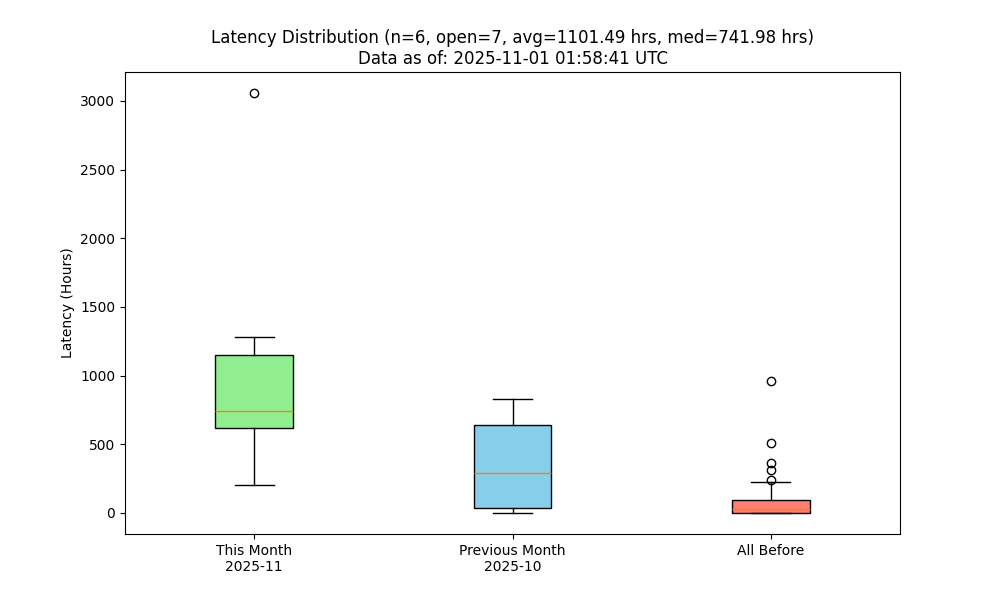 Latency Distribution (n=6, open=7, avg=1101.49 hrs, med=741.98 hrs)
Data as of: 2025-11-01 01:58:41 UTC
Latency (Hours)
3000
2500
2000
1500
1000
500
0
This Month
2025-11
Previous Month
2025-10
All Before